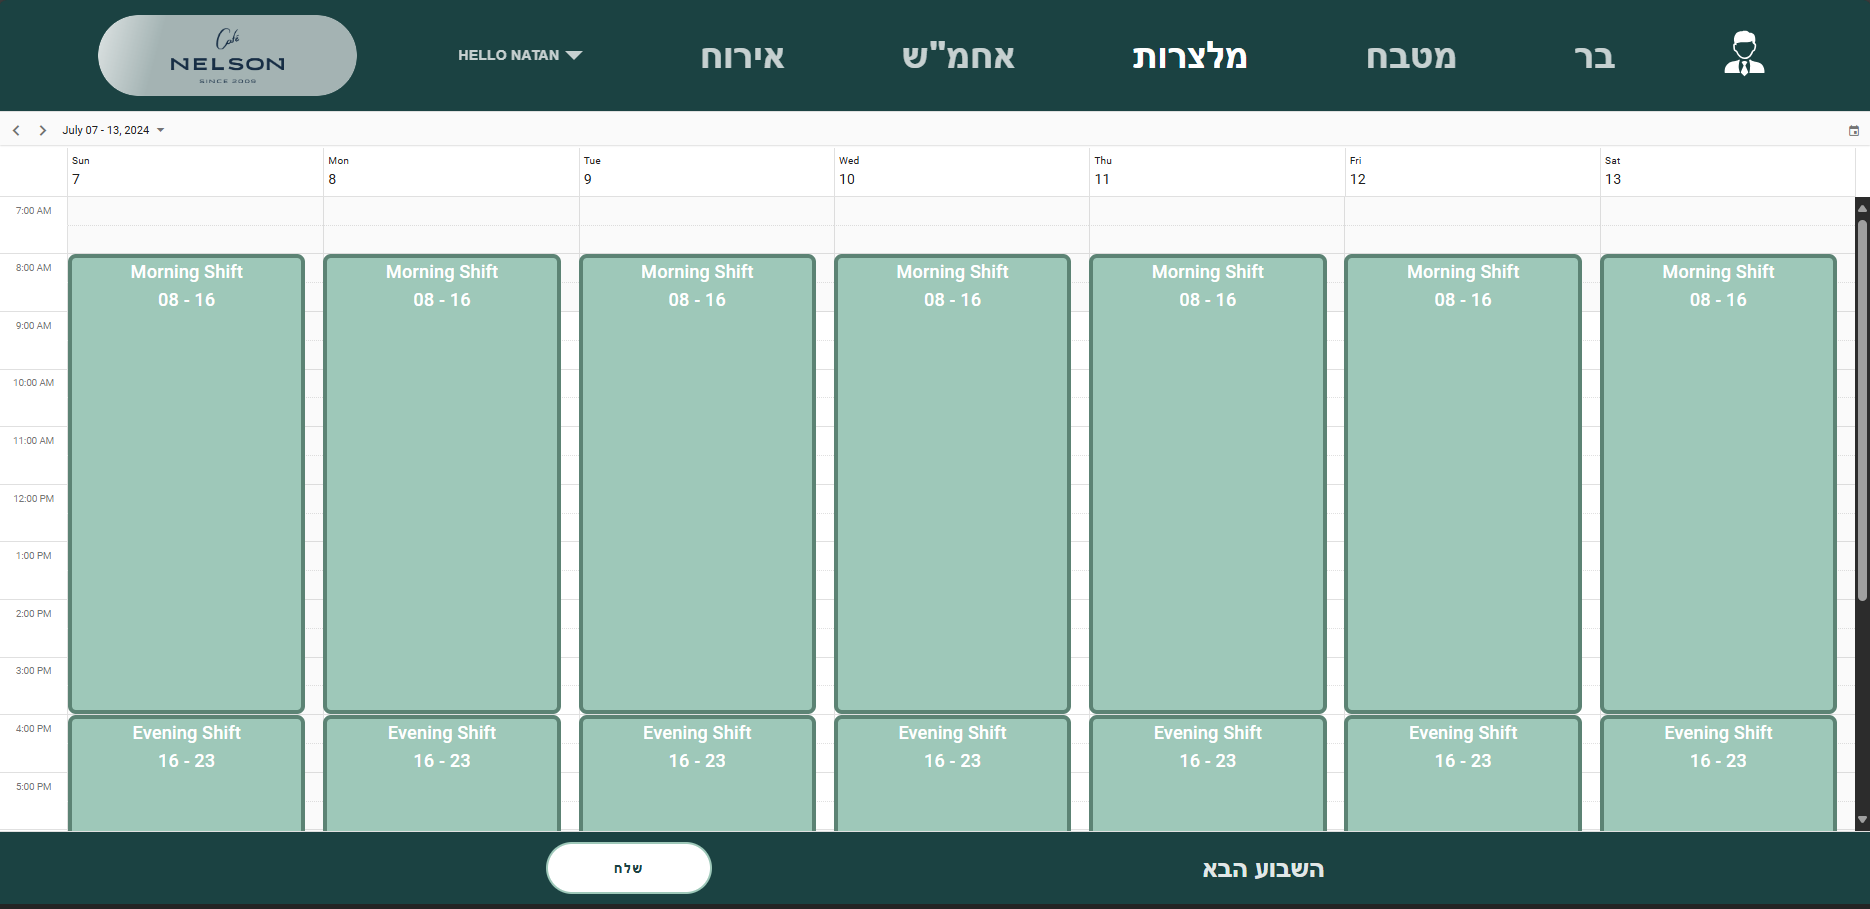 Café
NELSON
SINCE 2009
HELLO NATAN
אירוח
אחמ"ש
מלצרות
מטבח
בר
July 07 - 13, 2024
Sun
7
Mon
8
Tue
9
Wed
10
Thu
11
Fri
12
Sat
13
7:00 AM
8:00 AM
9:00 AM
10:00 AM
11:00 AM
12:00 PM
1:00 PM
2:00 PM
3:00 PM
4:00 PM
5:00 PM
Morning Shift
08 - 16
Morning Shift
08 - 16
Morning Shift
08 - 16
Morning Shift
08 - 16
Morning Shift
08 - 16
Morning Shift
08 - 16
Morning Shift
08 - 16
Evening Shift
16 - 23
Evening Shift
16 - 23
Evening Shift
16 - 23
Evening Shift
16 - 23
Evening Shift
16 - 23
Evening Shift
16 - 23
Evening Shift
16 - 23
שלח
השבוע הבא